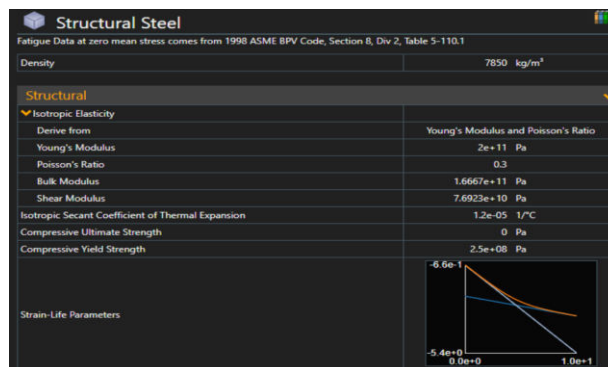 Structural Steel
Fatigue Data at zero mean stress comes from 1998 ASME BPV Code, Section 8, Div 2, Table 5-110.1
Density 7850 kg/m³
Structural
Isotropic Elasticity
Derive from Young's Modulus and Poisson's Ratio
Young's Modulus 2e+11 Pa
Poisson's Ratio 0.3
Bulk Modulus 1.6667e+11 Pa
Shear Modulus 7.6923e+10 Pa
Isotropic Secant Coefficient of Thermal Expansion 1.2e-05 1/°C
Compressive Ultimate Strength 0 Pa
Compressive Yield Strength 2.5e+08 Pa
-6.6e-1
Strain-Life Parameters
-5.4e+0
0.0e+0 1.0e+1